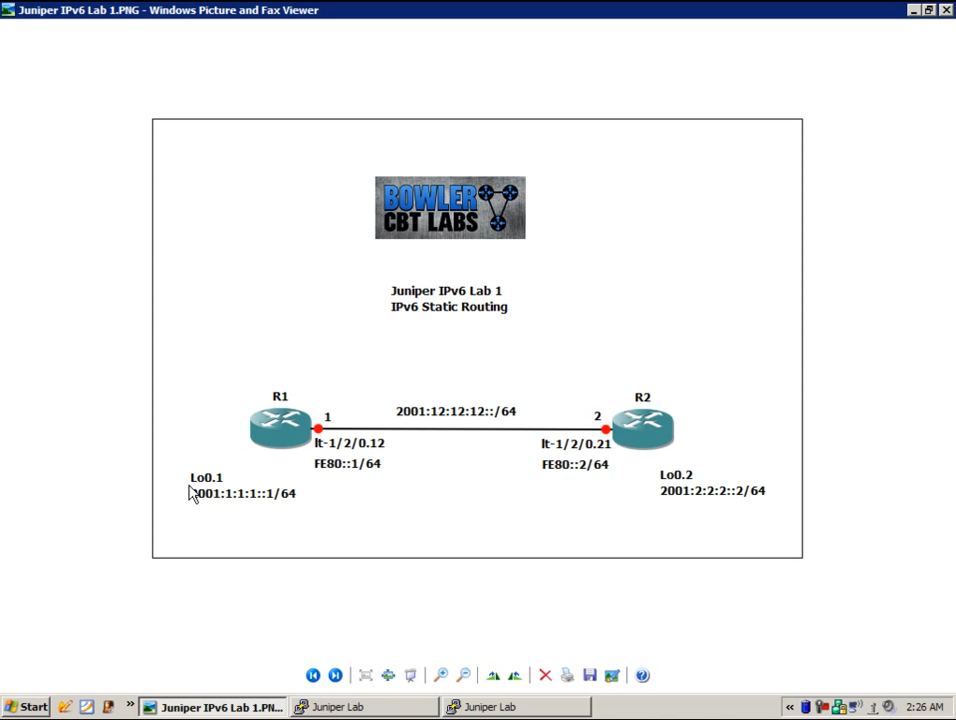 Juniper IPv6 Lab 1.PNG - Windows Picture and Fax Viewer
BOWLER
CBT LABS
Juniper IPv6 Lab 1
IPv6 Static Routing
R1
R2
1
2001:12:12:12::/64
2
lt-1/2/0.12
lt-1/2/0.21
FE80::1/64
FE80::2/64
Lo0.1
2001:1:1:1::1/64
Lo0.2
2001:2:2:2::2/64
Start
Juniper IPv6 Lab 1.PN...
Juniper Lab
Juniper Lab
2:26 AM